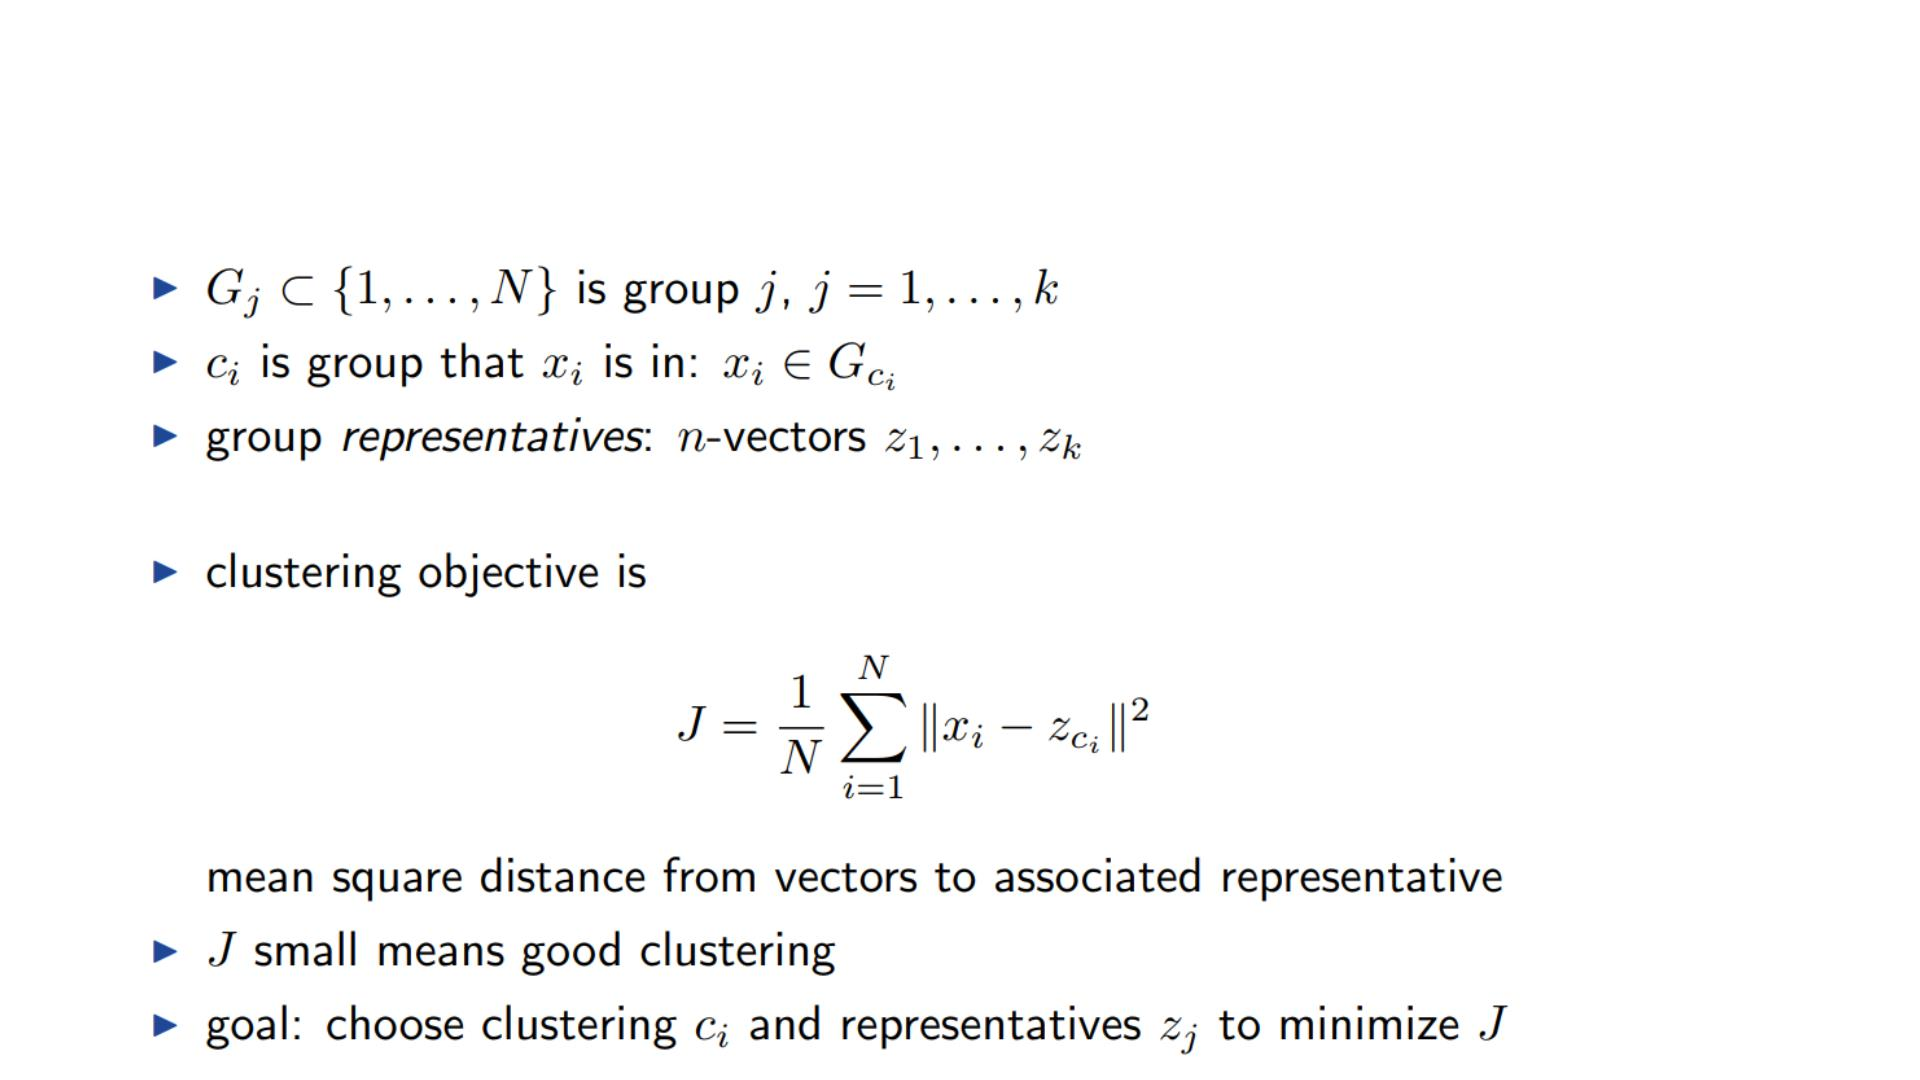 ▶ G_j ⊂ {1, . . . , N} is group j, j = 1, . . . , k
▶ c_i is group that x_i is in: x_i ∈ G_{c_i}
▶ group representatives: n-vectors z_1, . . . , z_k
▶ clustering objective is
J = \frac{1}{N} \sum_{i=1}^{N} ‖x_i − z_{c_i}‖^2
mean square distance from vectors to associated representative
▶ J small means good clustering
▶ goal: choose clustering c_i and representatives z_j to minimize J